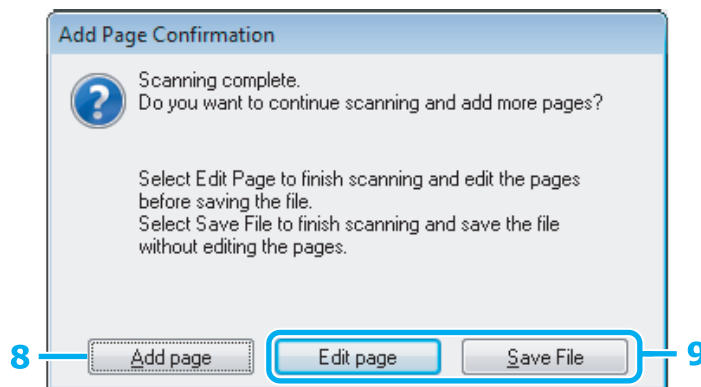 Add Page Confirmation
Scanning complete.
Do you want to continue scanning and add more pages?
Select Edit Page to finish scanning and edit the pages
before saving the file.
Select Save File to finish scanning and save the file
without editing the pages.
8 Add page Edit page Save File 9